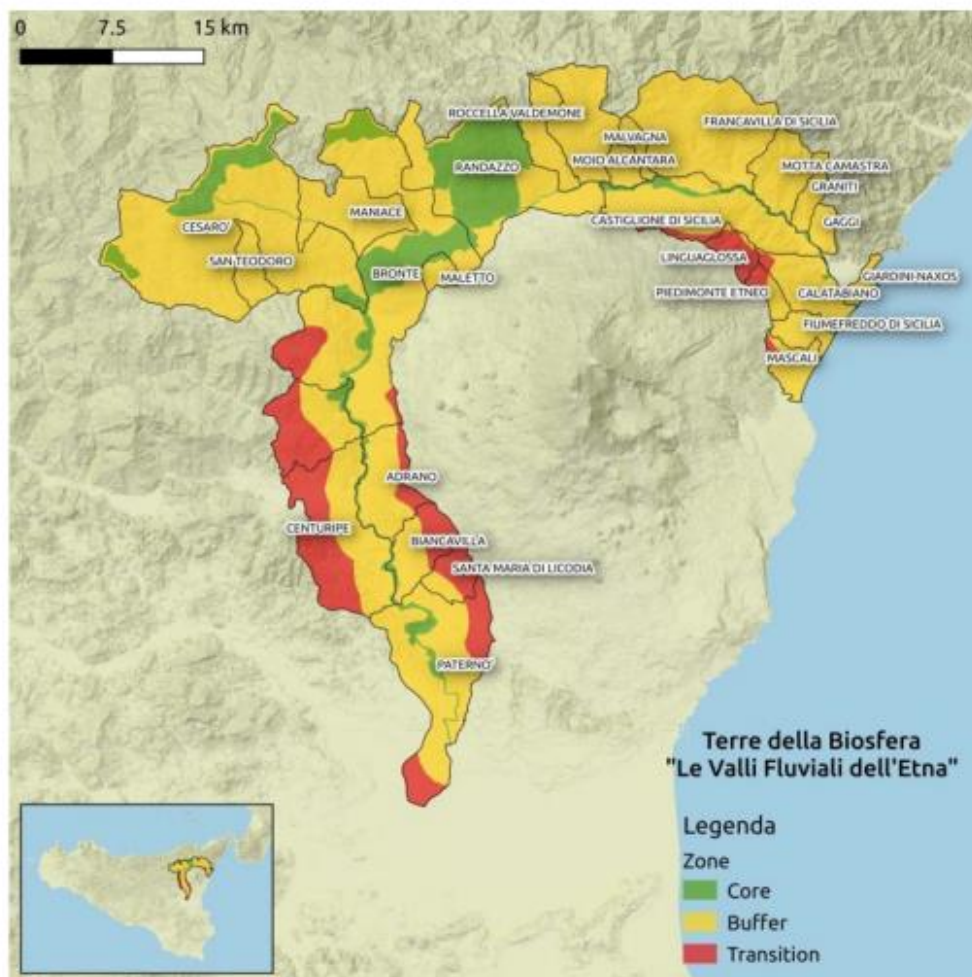 0 7.5 15 km
ROCCELLA VALDEMONE
FRANCAVILLA DI SICILIA
MALVAGNA
MOIO ALCANTARA
RANDAZZO
MOTTA CAMASTRA
GRANITI
MANIACE
CASTIGLIONE DI SICILIA
GAGGI
CESARO'
SAN TEODORO
LINGUAGLOSSA
BRONTE
MALETTO
GIARDINI-NAXOS
PIEDIMONTE ETNEO
CALATABIANO
FIUMEFREDDO DI SICILIA
MASCALI
ADRANO
CENTURIPE
BIANCAVILLA
SANTA MARIA DI LICODIA
PATERNO'
Terre della Biosfera
"Le Valli Fluviali dell'Etna"
Legenda
Zone
Core
Buffer
Transition